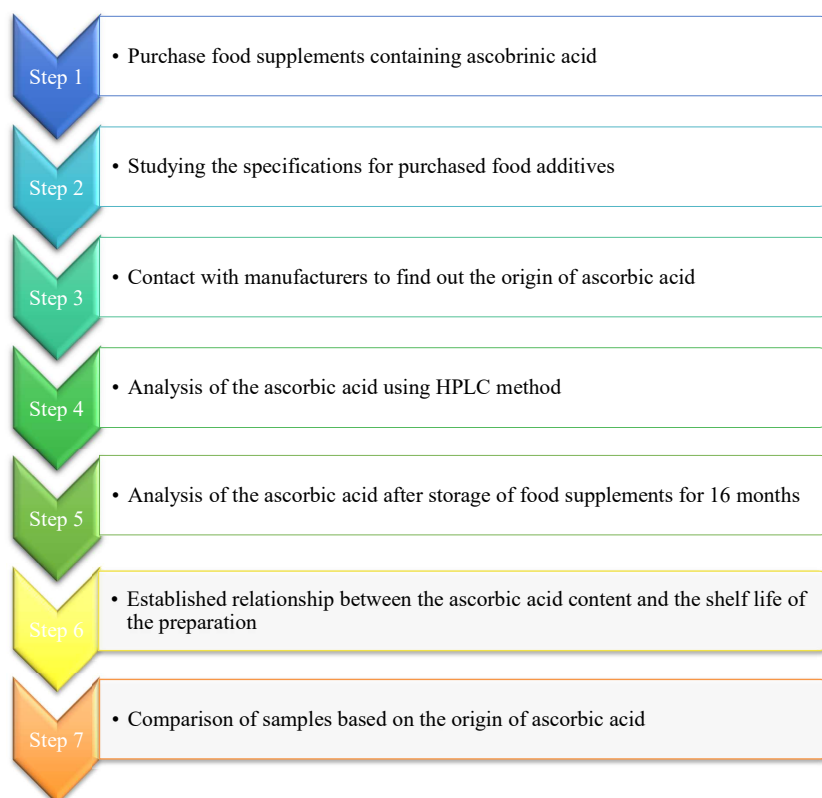 Step 1
• Purchase food supplements containing ascobrinic acid
Step 2
• Studying the specifications for purchased food additives
Step 3
• Contact with manufacturers to find out the origin of ascorbic acid
Step 4
• Analysis of the ascorbic acid using HPLC method
Step 5
• Analysis of the ascorbic acid after storage of food supplements for 16 months
Step 6
• Established relationship between the ascorbic acid content and the shelf life of
the preparation
Step 7
• Comparison of samples based on the origin of ascorbic acid